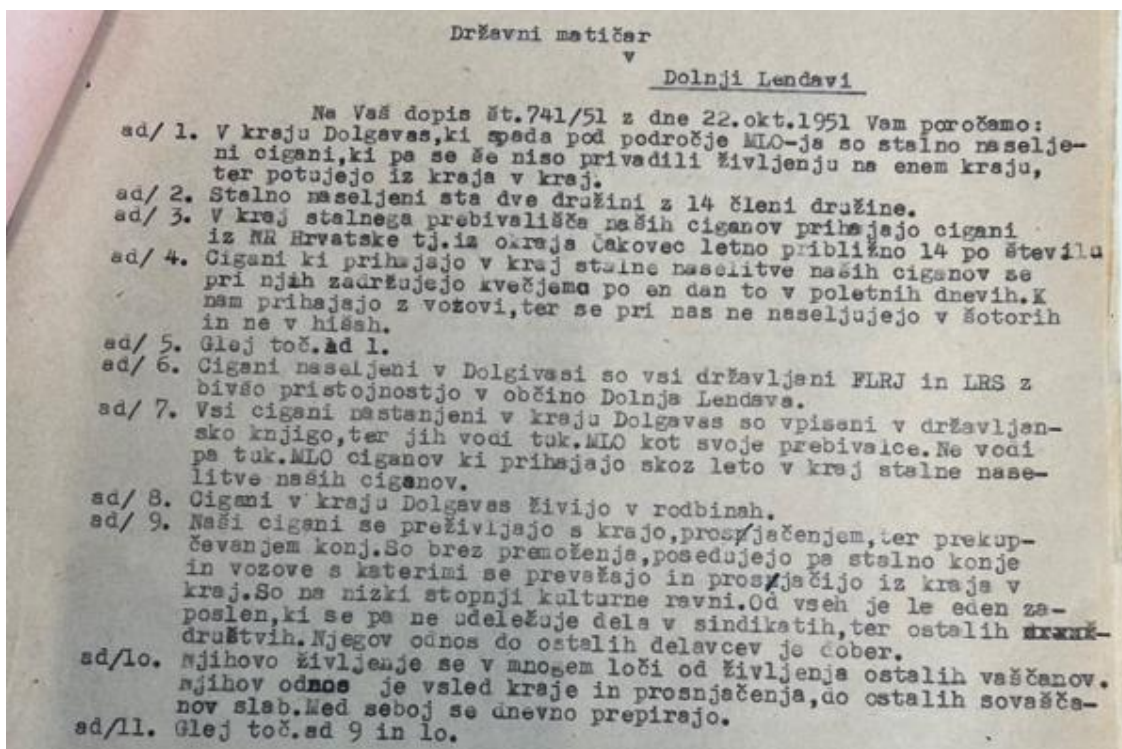 Državni matičar
v
Dolnji Lendavi
Na Vaš dopis št.741/51 z dne 22.okt.1951 Vam poročamo:
ad/ 1. V kraju Dolgavas,ki spada pod področje MLO-ja so stalno naselje-
ni cigani,ki pa se še niso privadili življenju na enem kraju,
ter potujejo iz kraja v kraj.
ad/ 2. Stalno naseljeni sta dve družini z 14 členi družine.
ad/ 3. V kraj stalnega prebivališča naših ciganov prihajajo cigani
iz NR Hrvatske tj.iz okraja Čakovec letno približno 14 po številu
ad/ 4. Cigani ki prihajajo v kraj stalne naselitve naših ciganov se
pri njih zadržujejo kvečjemu po en dan to v poletnih dnevih.K
nam prihajajo z vozovi,ter se pri nas ne naseljujejo v šotorih
in ne v hišah.
ad/ 5. Glej toč.ad 1.
ad/ 6. Cigani naseljeni v Dolgivasi so vsi državljani FLRJ in LRS z
bivšo pristojnostjo v občino Dolnja Lendava.
ad/ 7. Vsi cigani nastanjeni v kraju Dolgavas so vpisani v državljan-
sko knjigo,ter jih vodi tuk.MLO kot svoje prebivalce.Ne vodi
pa tuk.MLO ciganov ki prihajajo skoz leto v kraj stalne nase-
litve naših ciganov.
ad/ 8. Cigani v kraju Dolgavas živijo v rodbinah.
ad/ 9. Naši cigani se preživljajo s krajo,prosjačenjem,ter prekup-
čevanjem konj.So brez premoženja,posedujejo pa stalno konje
in vozove s katerimi se prevažajo in prosjačijo iz kraja v
kraj.So na nizki stopnji kulturne ravni.Od vseh je le eden za-
poslen,ki se pa ne udeležuje dela v sindikatih,ter ostalih
društvih.Njegov odnos do ostalih delavcev je dober.
ad/lo. Njihovo življenje se v mnogem loči od življenja ostalih vaščanov.
Njihov odnos je vsled kraje in prosnjačenja,do ostalih sovašča-
nov slab.Med seboj se dnevno prepirajo.
ad/11. Glej toč.ad 9 in lo.